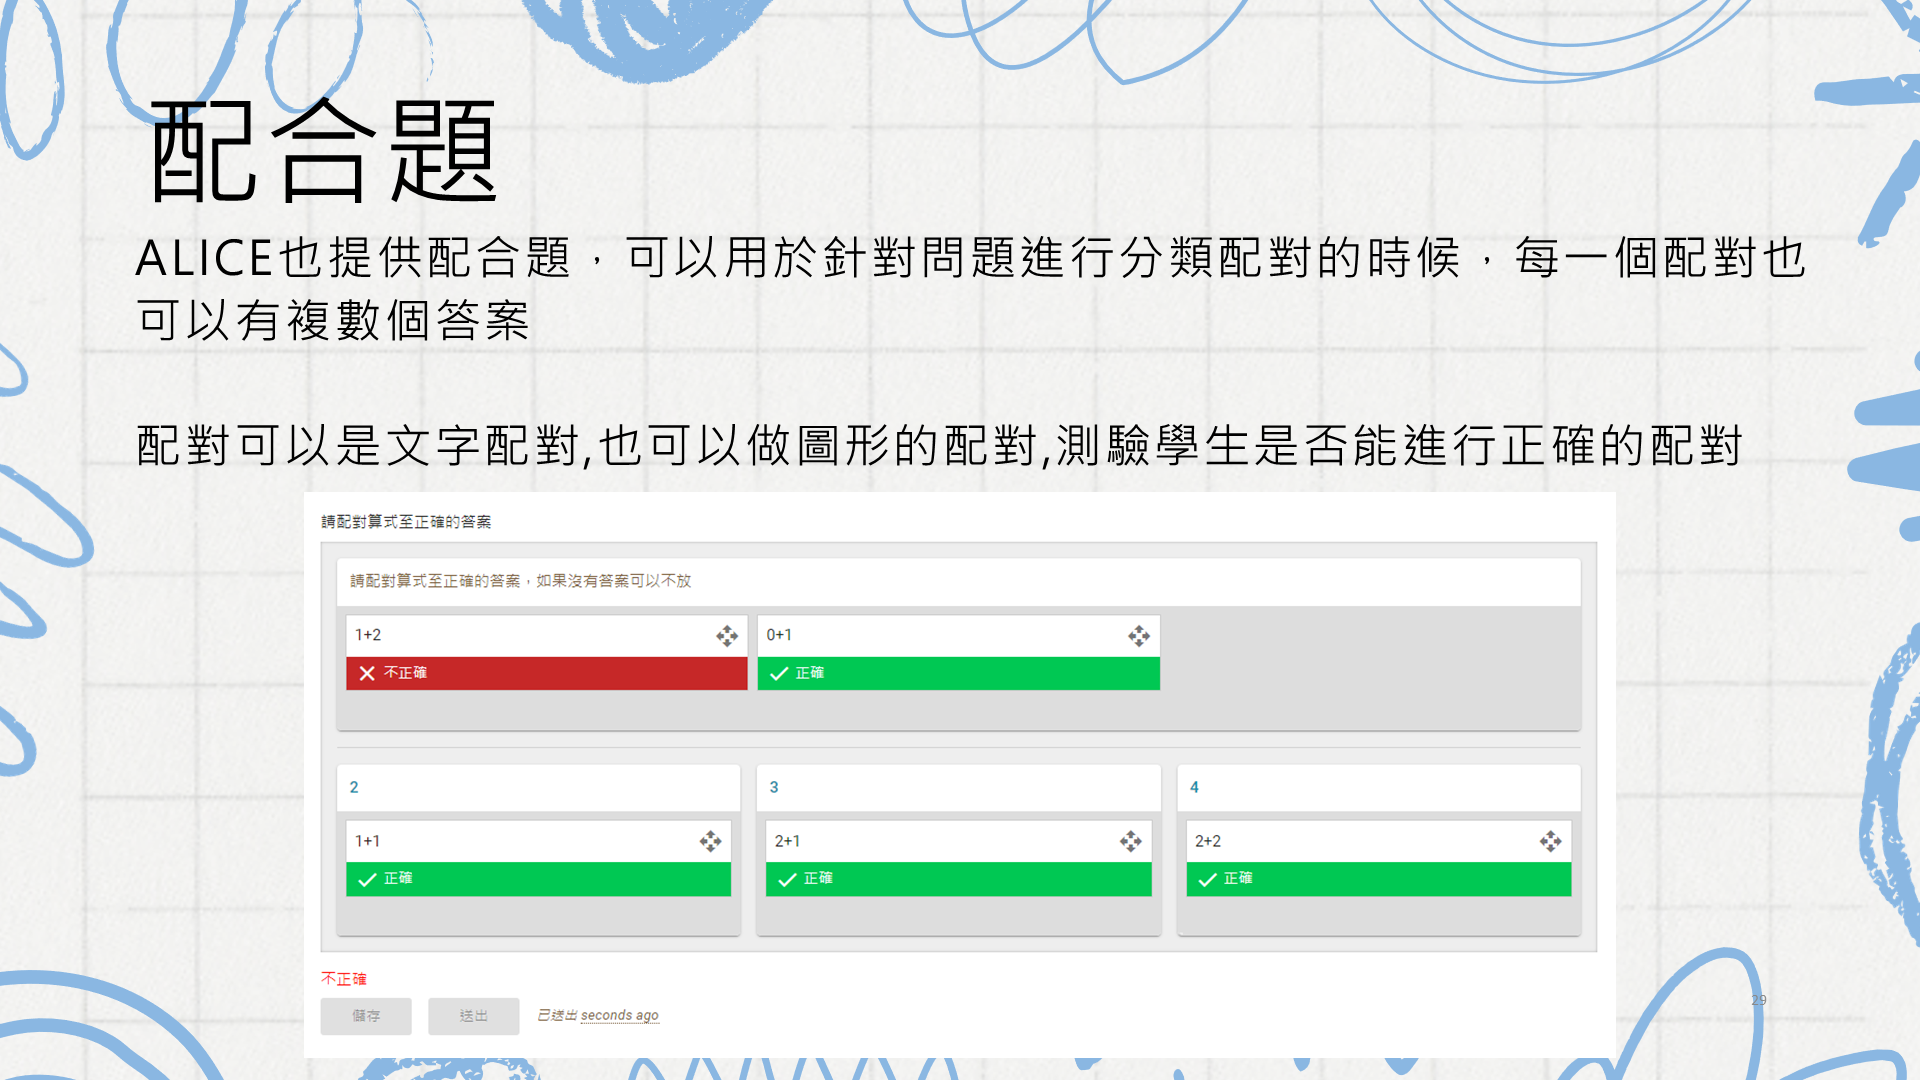 配合題
ALICE也提供配合題，可以用於針對問題進行分類配對的時候，每一個配對也
可以有複數個答案
配對可以是文字配對,也可以做圖形的配對,測驗學生是否能進行正確的配對
請配對算式至正確的答案
請配對算式至正確的答案，如果沒有答案可以不放
1+2
0+1
不正確
正確
2
3
4
1+1
2+1
2+2
正確
正確
正確
不正確
儲存
送出
已送出 seconds ago
29